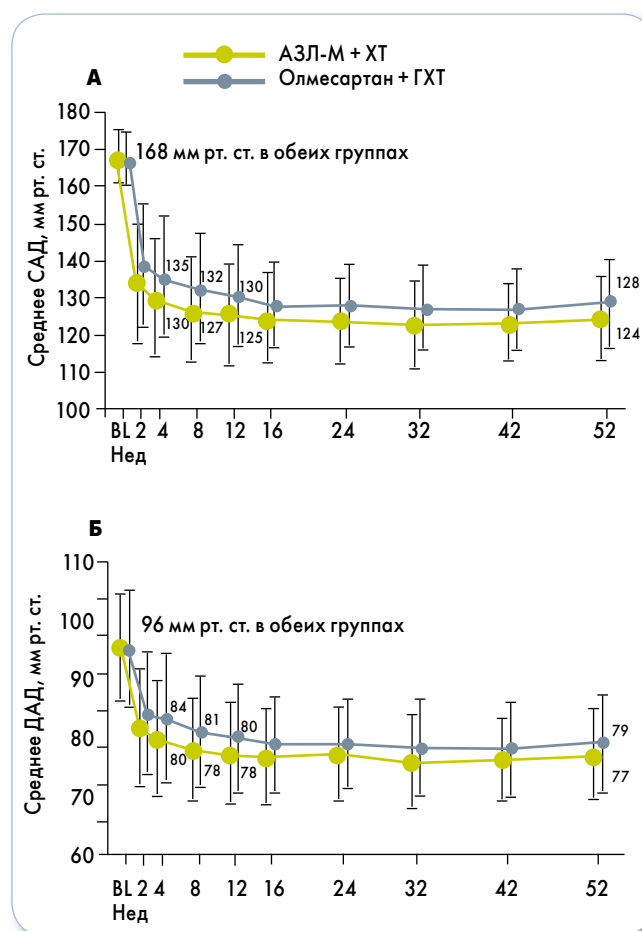 АЗЛ-М + ХТ
Олмесартан + ГХТ
А
Среднее САД, мм рт. ст.
180
170
160
150
140
130
120
110
100
168 мм рт. ст. в обеих группах
135
132
130
128
130
127
125
124
BL 2 4 8 12 16 24 32 42 52
Нед
Б
Среднее ДАД, мм рт. ст.
110
100
90
80
70
60
96 мм рт. ст. в обеих группах
84
81
80
79
80
78
78
77
BL 2 4 8 12 16 24 32 42 52
Нед